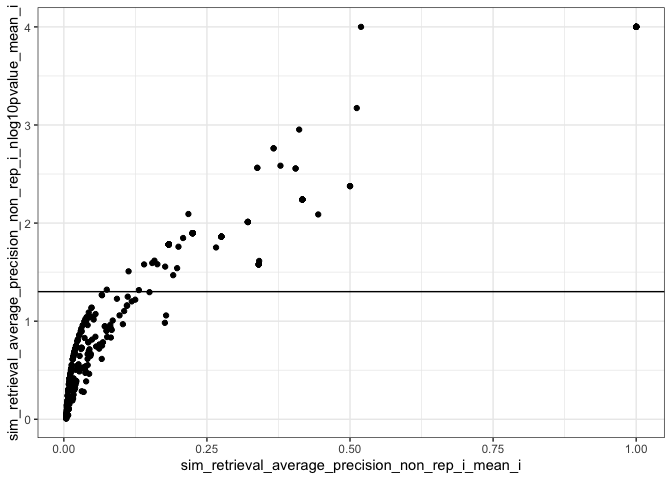 sim_retrieval_average_precision_non_rep_i_nlog10pvalue_mean_i
4
3
2
1
0
0.00 0.25 0.50 0.75 1.00
sim_retrieval_average_precision_non_rep_i_mean_i